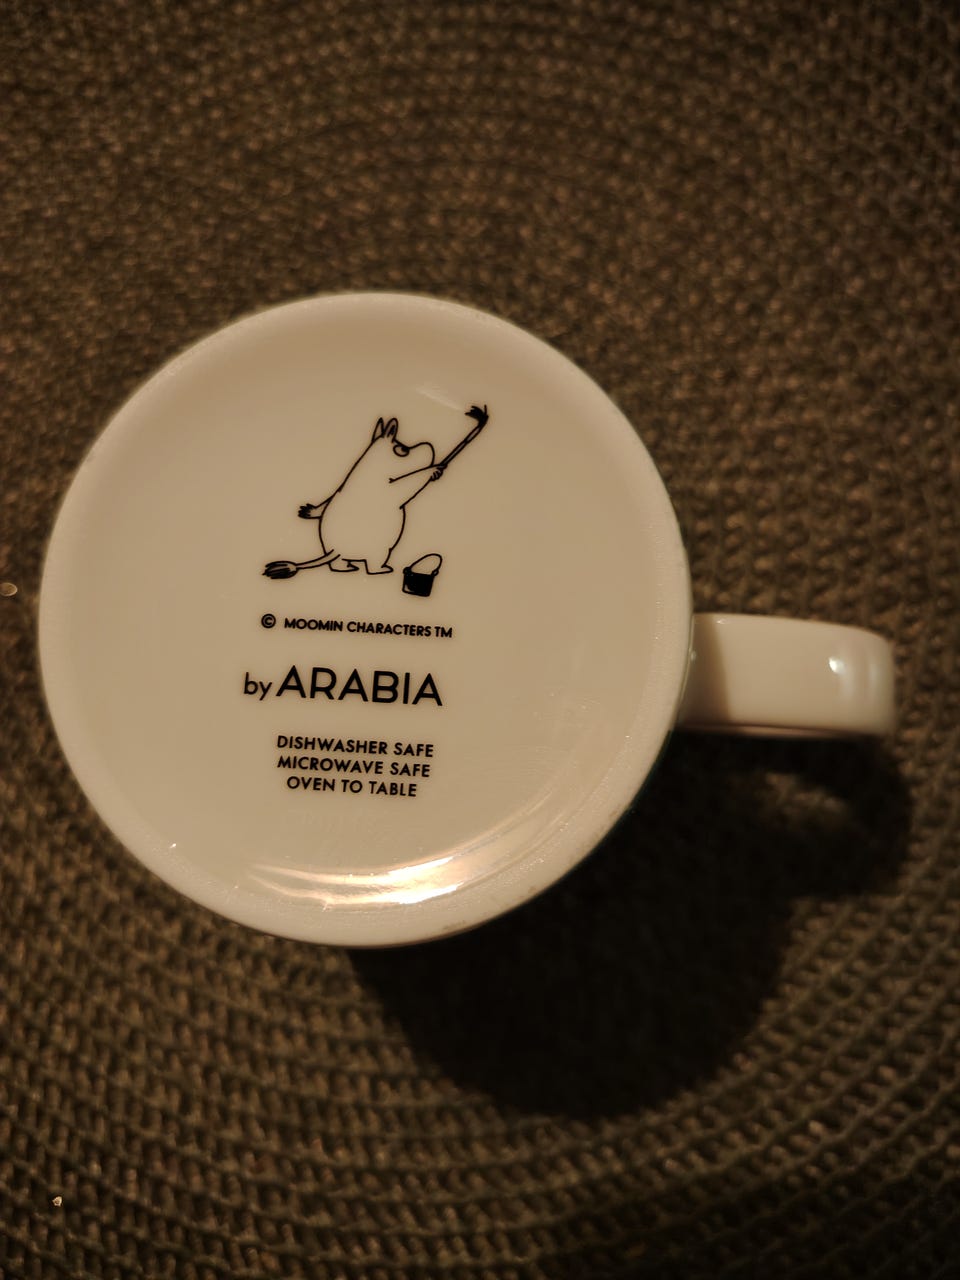 © MOOMIN CHARACTERS TM
by ARABIA
DISHWASHER SAFE
MICROWAVE SAFE
OVEN TO TABLE